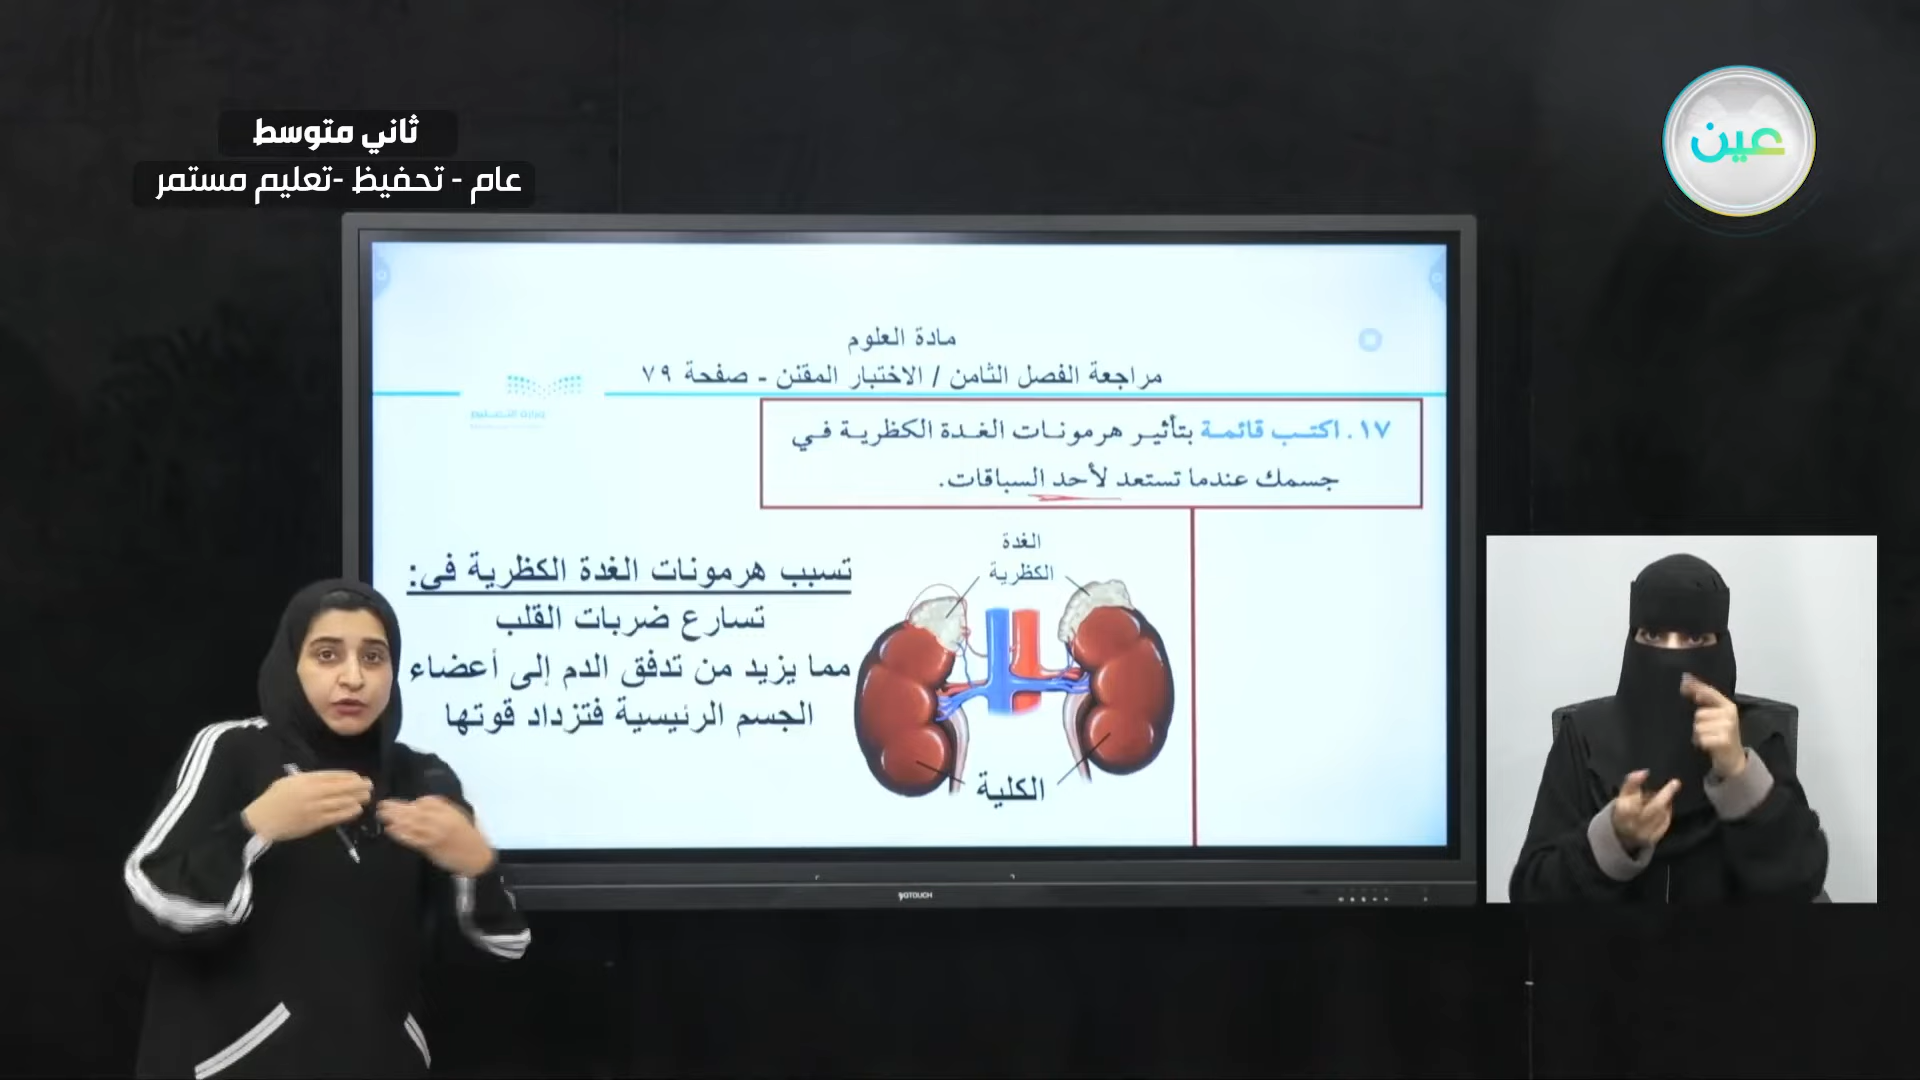 ثاني متوسط
عام - تحفيظ -تعليم مستمر
عين
مادة العلوم
مراجعة الفصل الثامن / الاختبار المقنن - صفحة ٧٩
وزارة التعليم
١٧. اكتب قائمة بتأثير هرمونات الغدة الكظرية في
جسمك عندما تستعد لأحد السباقات.
الغدة
الكظرية
تسبب هرمونات الغدة الكظرية في:
تسارع ضربات القلب
مما يزيد من تدفق الدم إلى أعضاء
الجسم الرئيسية فتزداد قوتها
الكلية